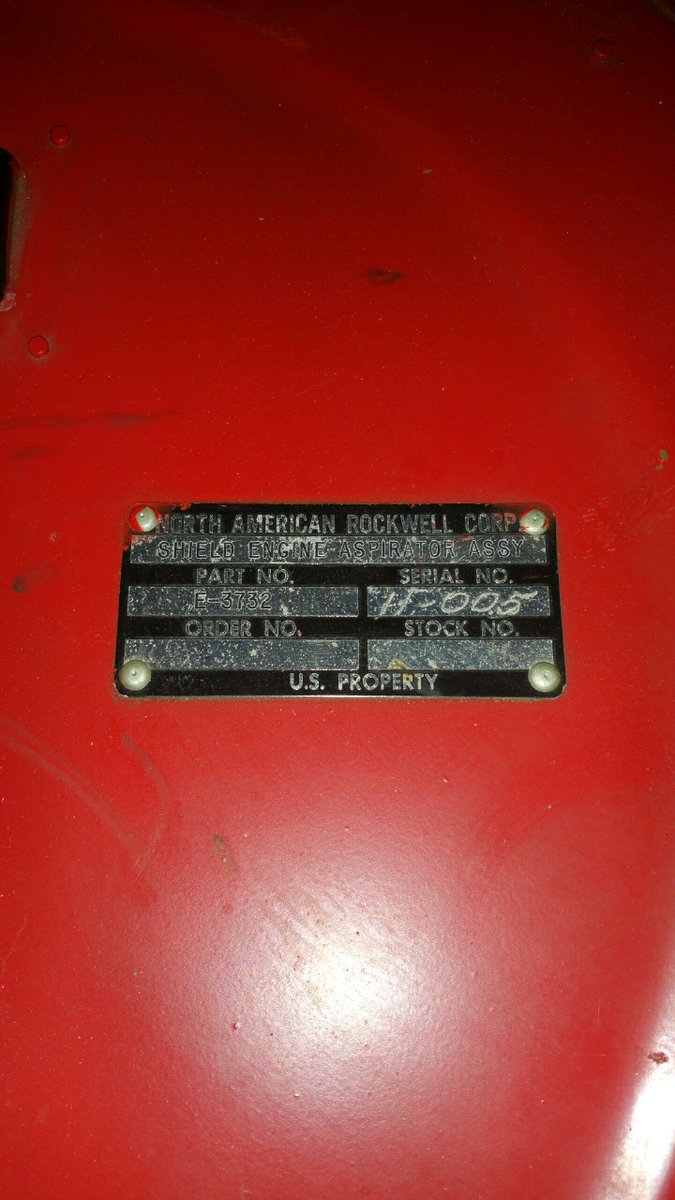 NORTH AMERICAN ROCKWELL CORP.
SHIELD ENGINE ASPIRATOR ASSY
PART NO. SERIAL NO.
E-3732 11-005
ORDER NO. STOCK NO.
U.S. PROPERTY